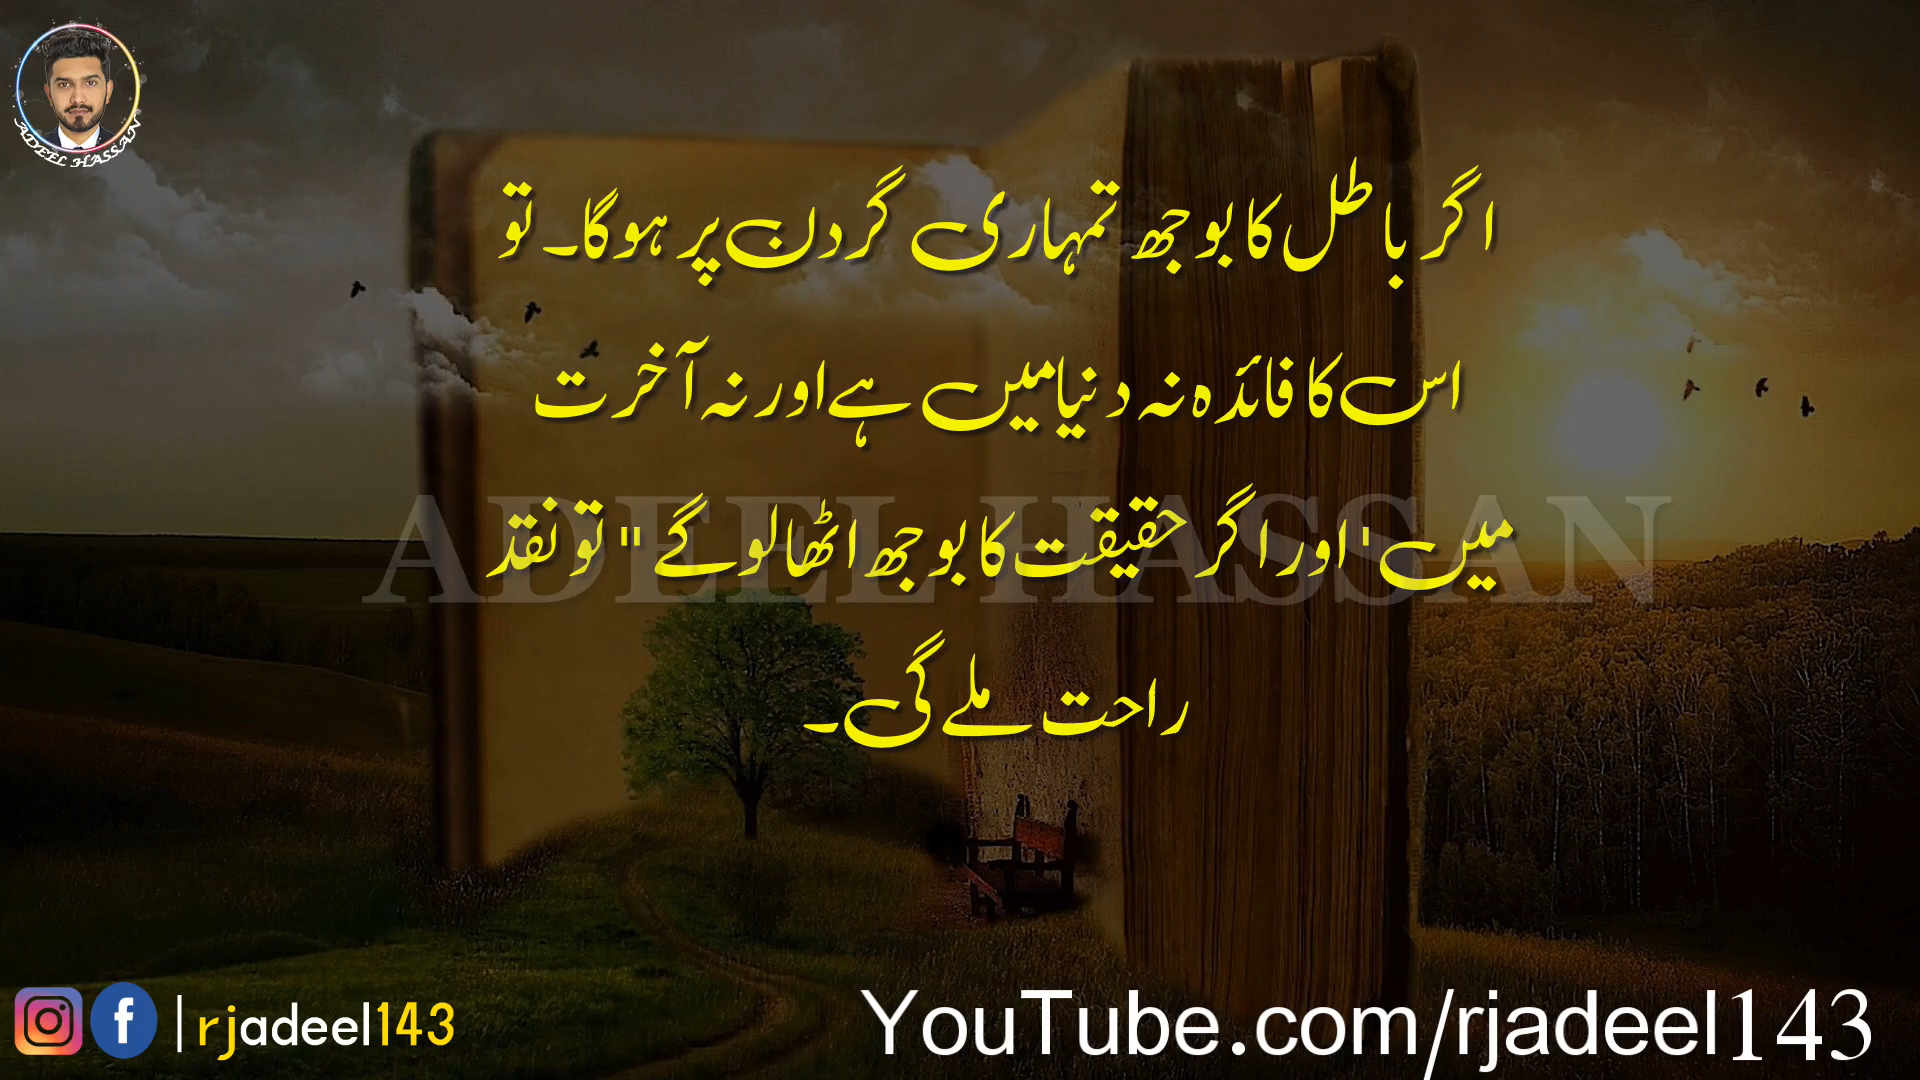 ADEEL HASSAN
اگر باطل کا بوجھ تمہاری گردن پر ہوگا۔ تو
اس کا فائدہ نہ دنیا میں ہے اور نہ آخرت
میں' اور اگر حقیقت کا بوجھ اٹھا لو گے " تو نقد
ADEEL HASSAN
راحت ملے گی۔
|rjadeel143
YouTube.com/rjadeel143